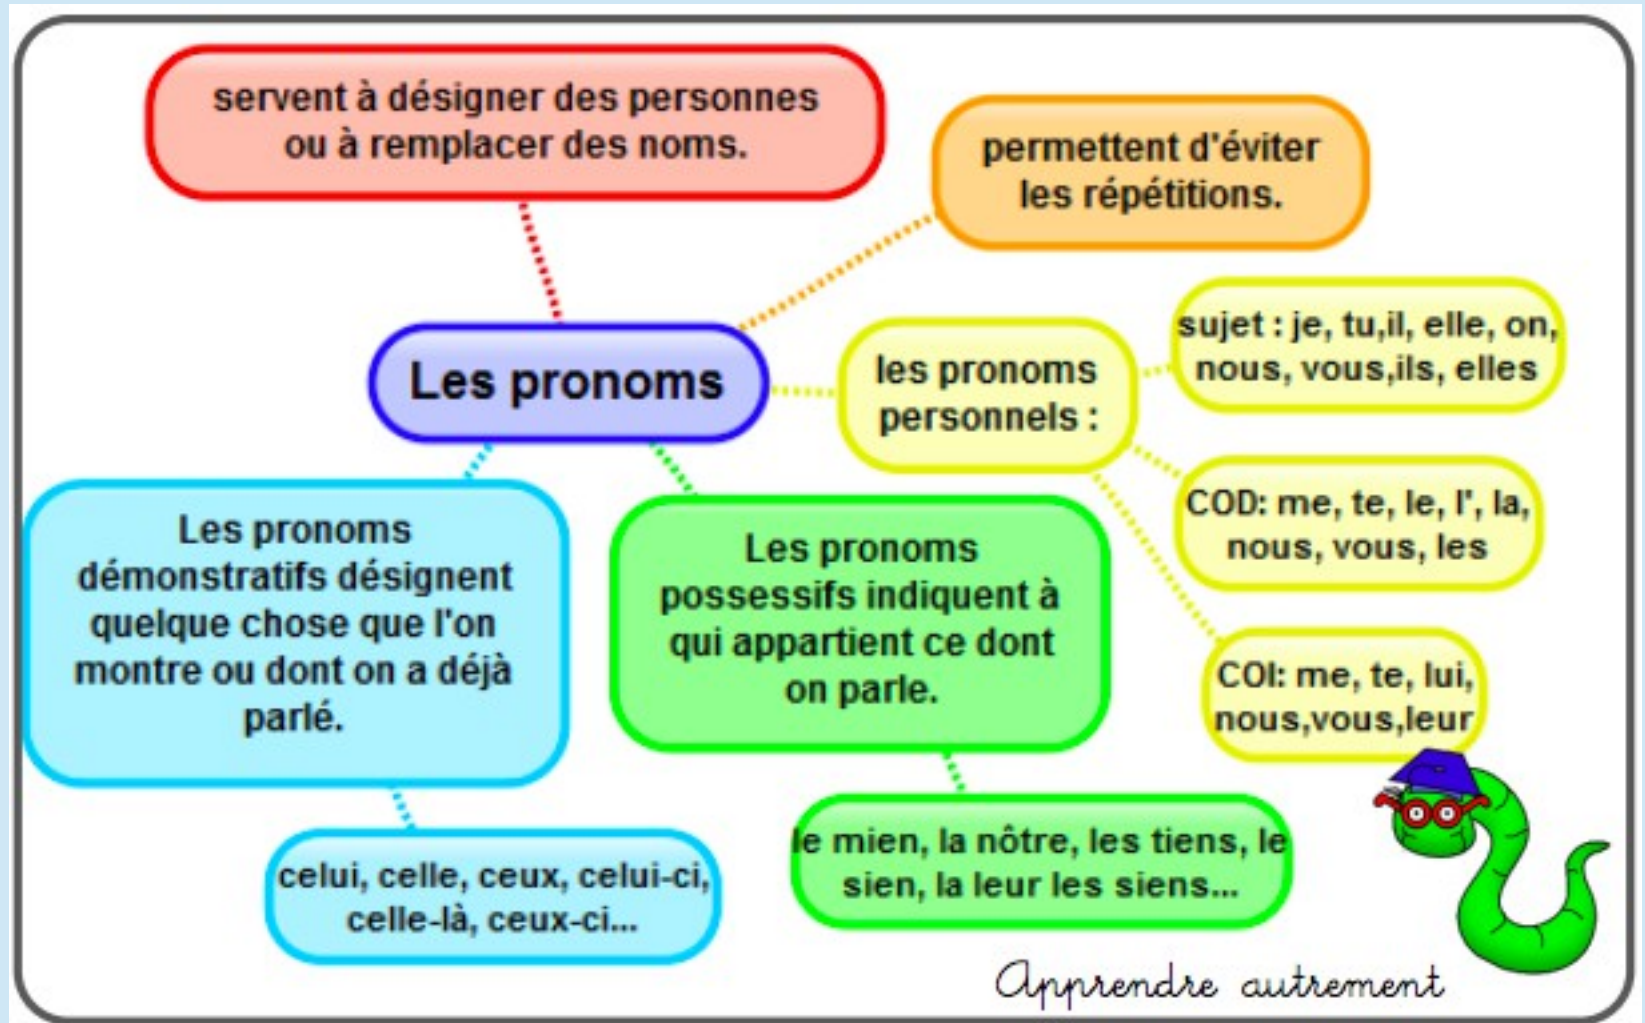 servent à désigner des personnes
ou à remplacer des noms.
permettent d'éviter
les répétitions.
Les pronoms
les pronoms
personnels :
sujet : je, tu,il, elle, on,
nous, vous,ils, elles
COD: me, te, le, l', la,
nous, vous, les
COI: me, te, lui,
nous,vous,leur
Les pronoms
démonstratifs désignent
quelque chose que l'on
montre ou dont on a déjà
parlé.
celui, celle, ceux, celui-ci,
celle-là, ceux-ci...
Les pronoms
possessifs indiquent à
qui appartient ce dont
on parle.
le mien, la nôtre, les tiens, le
sien, la leur les siens...
Apprendre autrement